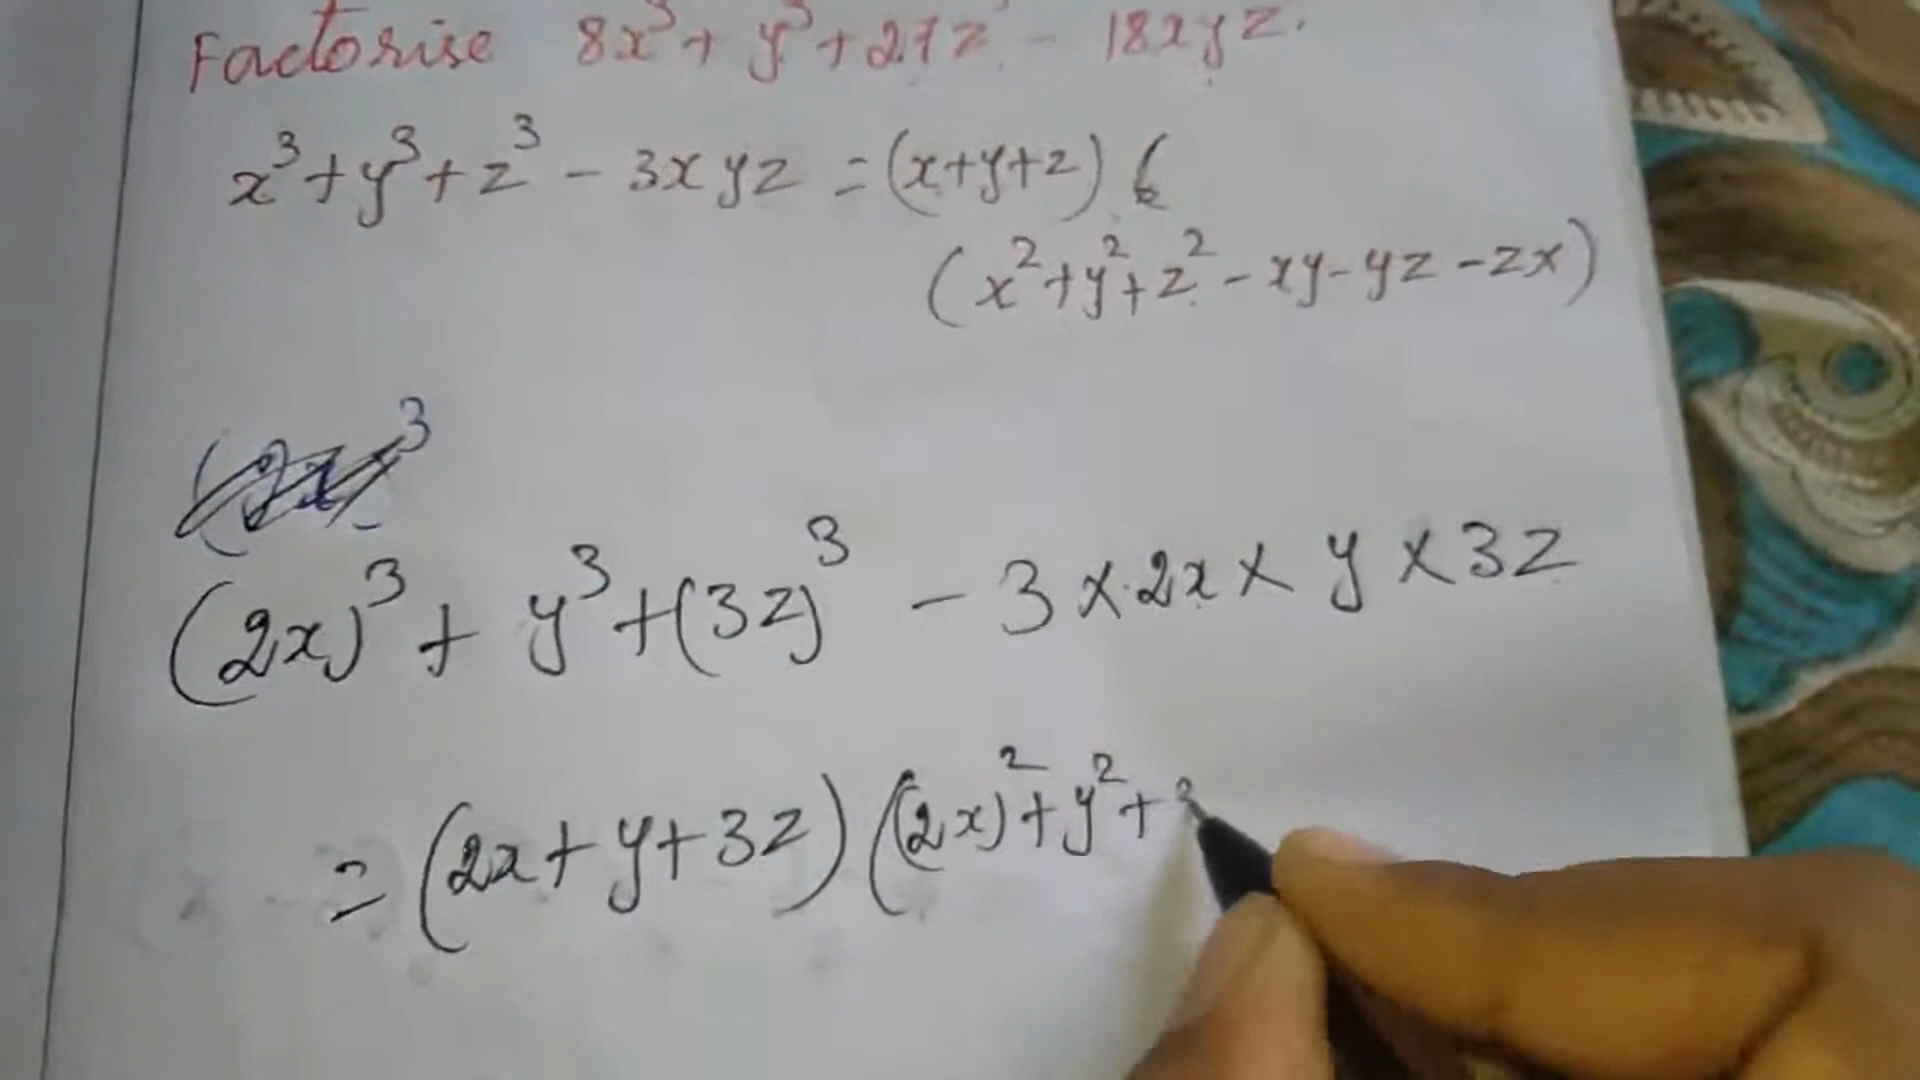 Factorise 8x³ + y³ + 27z³ - 18xyz.
x³ + y³ + z³ - 3xyz = (x+y+z) (
(x² + y² + z² - xy - yz - zx)
(2x)³ + y³ + (3z)³ - 3 × 2x × y × 3z
= (2x + y + 3z) ((2x)² + y² +